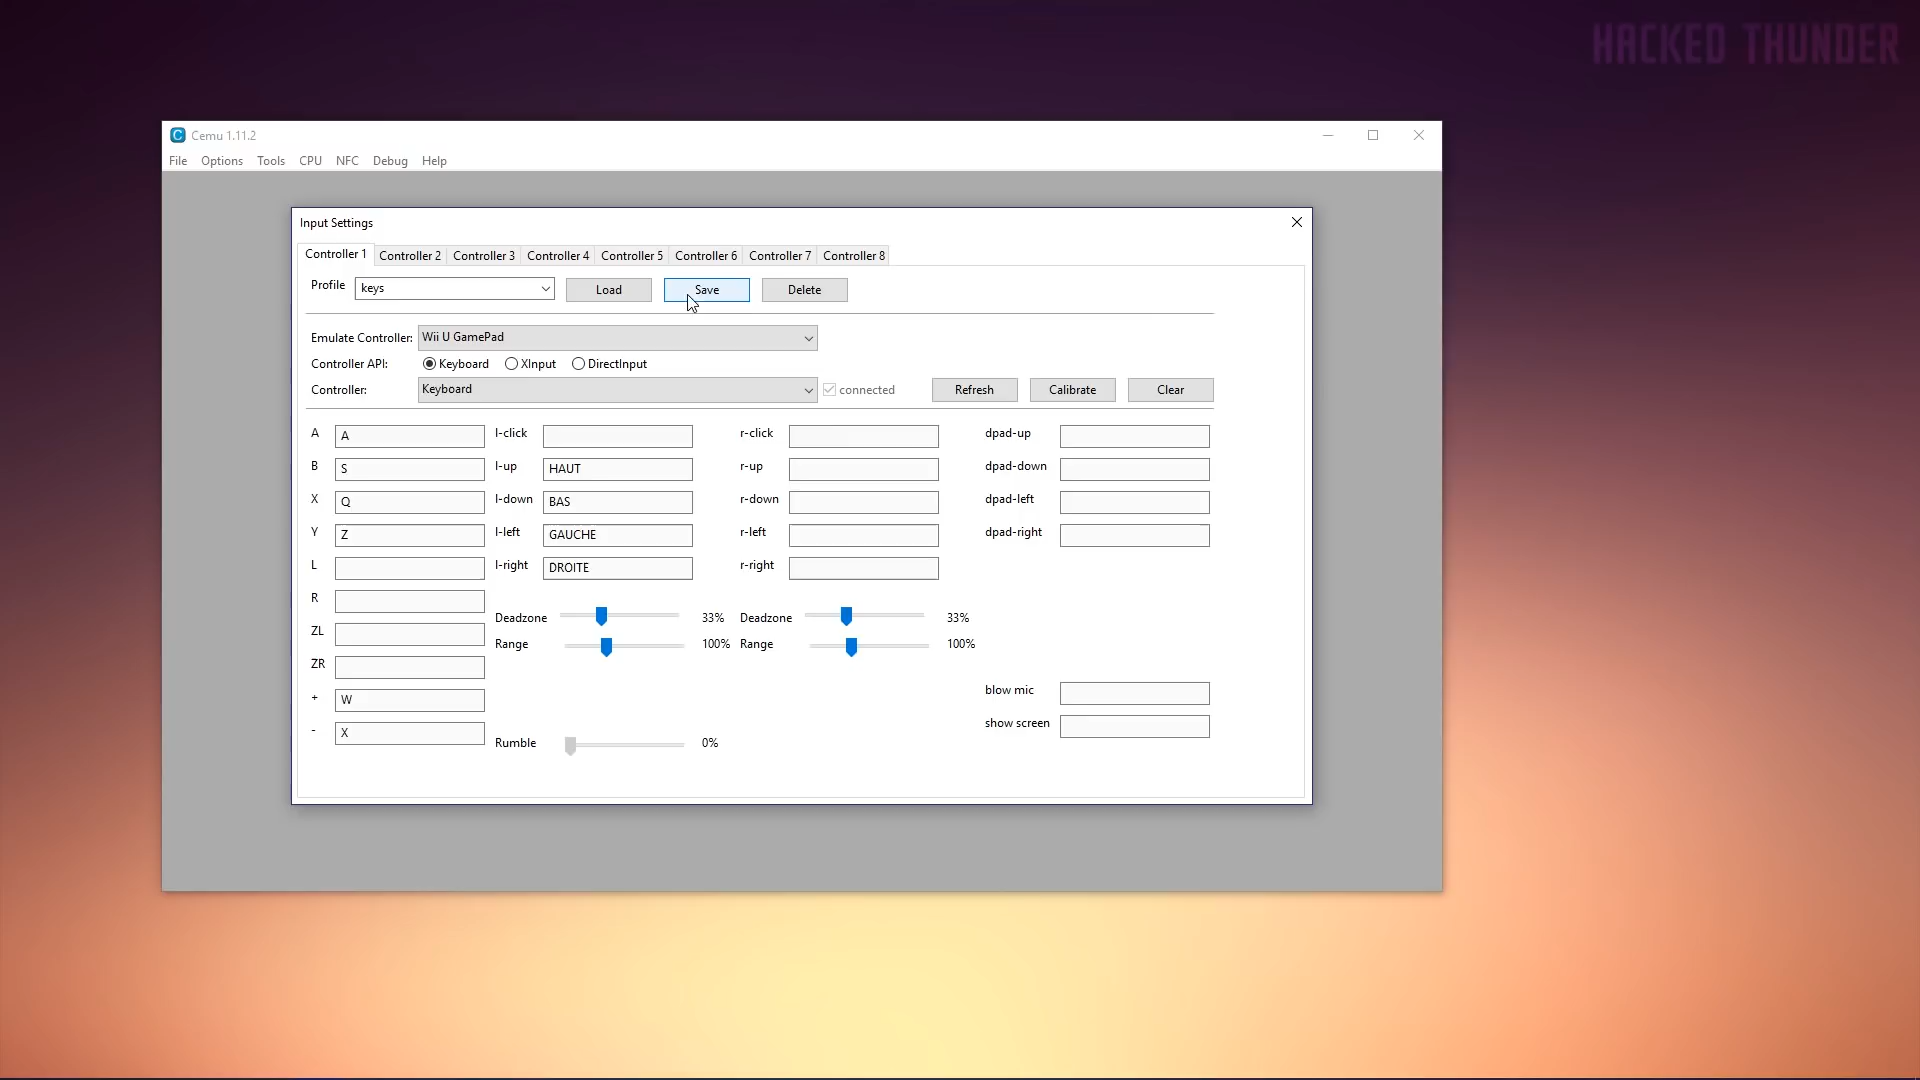 HACKED THUNDER
Cemu 1.11.2
File Options Tools CPU NFC Debug Help
Input Settings
Controller 1 Controller 2 Controller 3 Controller 4 Controller 5 Controller 6 Controller 7 Controller 8
Profile keys Load Save Delete
Emulate Controller: Wii U GamePad
Controller API: Keyboard XInput DirectInput
Controller: Keyboard connected Refresh Calibrate Clear
A A l-click r-click dpad-up
B S l-up HAUT r-up dpad-down
X Q l-down BAS r-down dpad-left
Y Z l-left GAUCHE r-left dpad-right
L l-right DROITE r-right
R
Deadzone 33% Deadzone 33%
ZL
Range 100% Range 100%
ZR
+ W blow mic
- X show screen
Rumble 0%